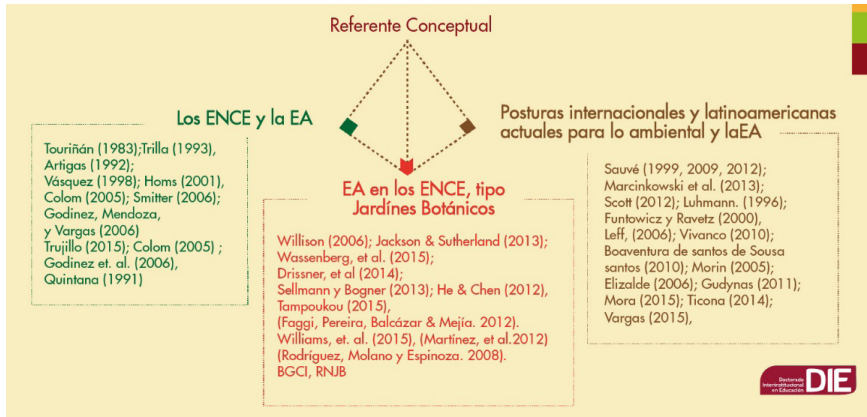 Referente Conceptual
Los ENCE y la EA
Touriñán (1983);Trilla (1993),
Artigas (1992);
Vásquez (1998); Homs (2001),
Colom (2005); Smitter (2006);
Godinez, Mendoza,
y Vargas (2006)
Trujillo (2015); Colom (2005) ;
Godinez et. al. (2006),
Quintana (1991)
EA en los ENCE, tipo
Jardínes Botánicos
Willison (2006); Jackson & Sutherland (2013);
Wassenberg, et al. (2015);
Drissner, et al (2014);
Sellmann y Bogner (2013); He & Chen (2012),
Tampoukou (2015),
(Faggi, Pereira, Balcázar & Mejía. 2012).
Williams, et. al. (2015), (Martínez, et al.2012)
(Rodríguez, Molano y Espinoza. 2008).
BGCI, RNJB
Posturas internacionales y latinoamericanas
actuales para lo ambiental y laEA
Sauvé (1999, 2009, 2012);
Marcinkowski et al. (2013);
Scott (2012); Luhmann. (1996);
Funtowicz y Ravetz (2000),
Leff, (2006); Vivanco (2010);
Boaventura de santos de Sousa
santos (2010); Morin (2005);
Elizalde (2006); Gudynas (2011);
Mora (2015); Ticona (2014);
Vargas (2015),
Doctorado
Interinstitucional
en Educación
DIE